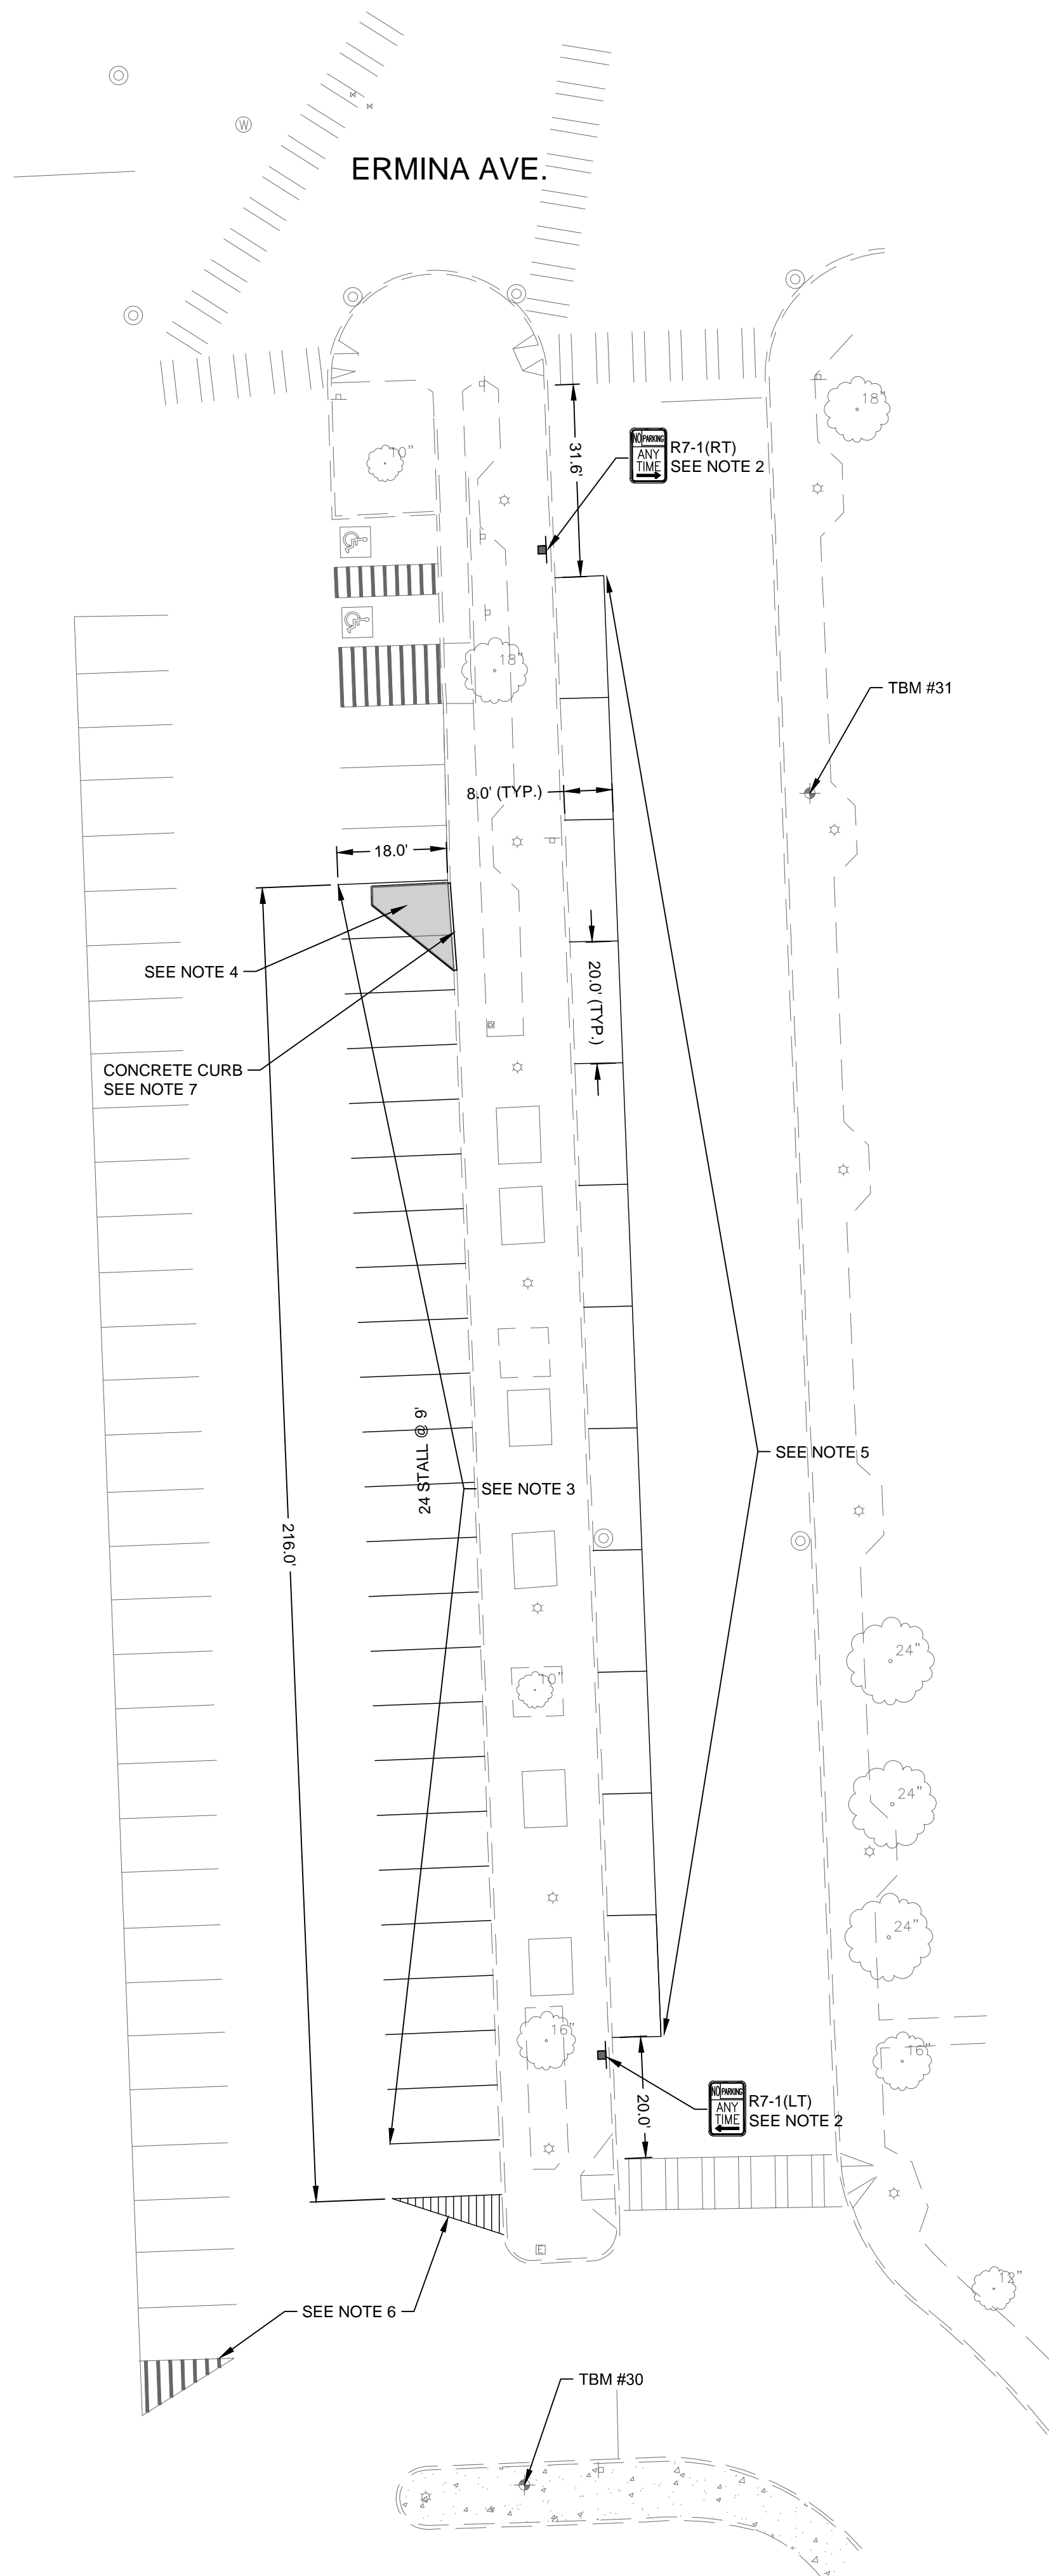 W
ERMINA AVE.
18"
NO PARKING
ANY
TIME
R7-1(RT)
SEE NOTE 2
31.6'
10"
18"
TBM #31
8.0' (TYP.)
18.0'
SEE NOTE 4
20.0' (TYP.)
CONCRETE CURB
SEE NOTE 7
24 STALL @ 9'
SEE NOTE 5
SEE NOTE 3
216.0'
24"
10"
24"
24"
16"
16"
NO PARKING
ANY
TIME
R7-1(LT)
SEE NOTE 2
20.0'
E
12"
SEE NOTE 6
TBM #30